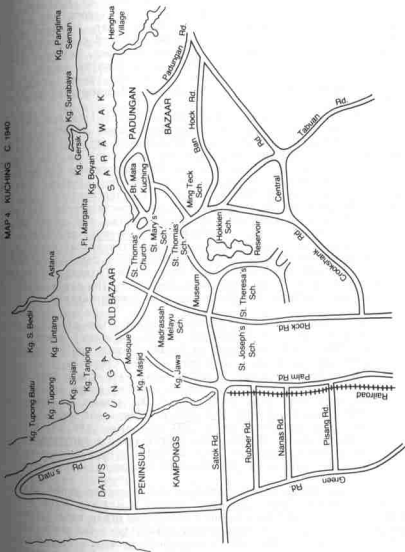 MAP 4. KUCHING C. 1940
Kg. Tupong Batu
Kg. Tupong
Kg. Sinjan
Kg. Tanjong
Kg. S. Bedil
Kg. Lintang
Astana
Ft. Margarita
Kg. Boyan
Kg. Gersik
Kg. Surabaya
Kg. Panglima
Seman
Henghua
Village
SUNGAI
SARAWAK
Datu's
Rd.
DATU'S
PENINSULA
KAMPONGS
Mosque
Kg. Masjid
Kg. Jawa
OLD BAZAAR
Madrassah
Melayu
Sch.
St. Thomas'
Church
St. Mary's
Sch.
St. Thomas'
Sch.
Bt. Mata
Kuching
PADUNGAN
BAZAAR
Padungan
Rd.
Ban Hock Rd.
Ming Teck
Sch.
Hokkien
Sch.
Reservoir
Museum
St. Theresa's
Sch.
St. Joseph's
Sch.
Central
Rd
Tabuan
Rd.
Crookshank
Rd
Rock Rd.
Palm Rd.
Railroad
Satok Rd.
Rubber Rd.
Nanas Rd.
Pisang Rd.
Green
Rd